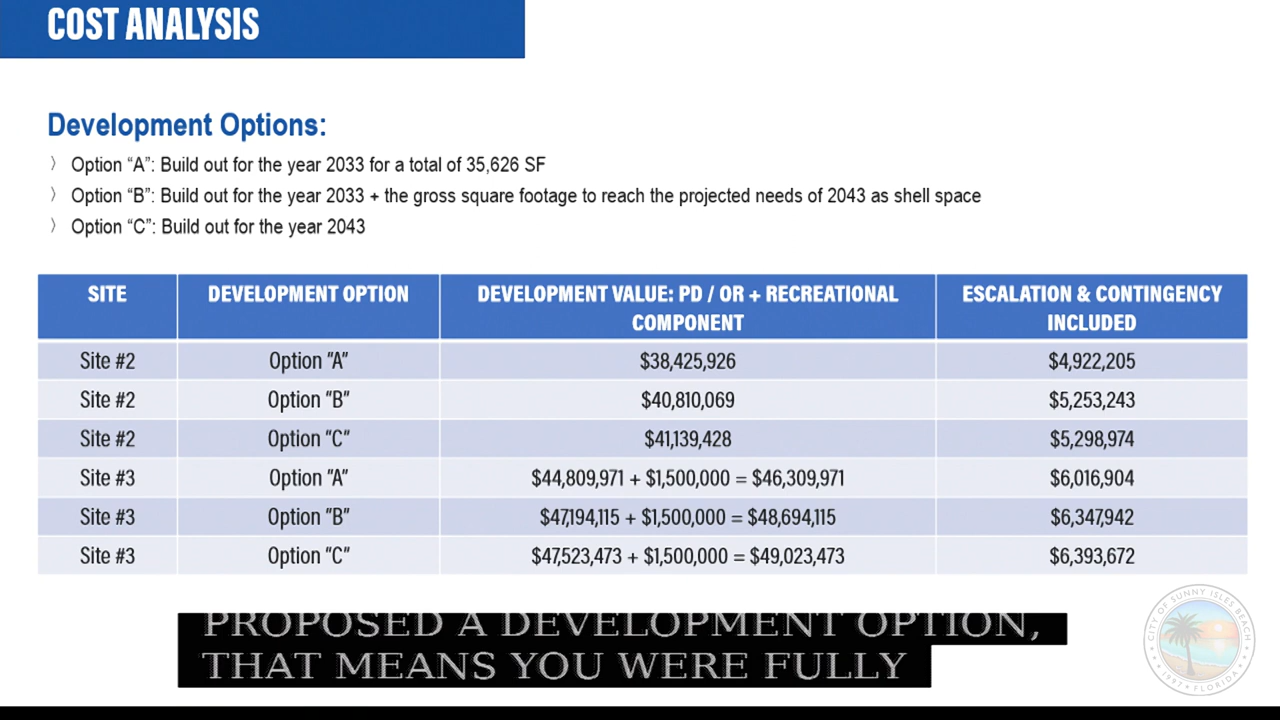 COST ANALYSIS
Development Options:
〉 Option “A”: Build out for the year 2033 for a total of 35,626 SF
〉 Option “B”: Build out for the year 2033 + the gross square footage to reach the projected needs of 2043 as shell space
〉 Option “C”: Build out for the year 2043
SITE DEVELOPMENT OPTION DEVELOPMENT VALUE: PD / OR + RECREATIONAL COMPONENT ESCALATION & CONTINGENCY INCLUDED
Site #2 Option "A" $38,425,926 $4,922,205
Site #2 Option "B" $40,810,069 $5,253,243
Site #2 Option "C" $41,139,428 $5,298,974
Site #3 Option "A" $44,809,971 + $1,500,000 = $46,309,971 $6,016,904
Site #3 Option "B" $47,194,115 + $1,500,000 = $48,694,115 $6,347,942
Site #3 Option "C" $47,523,473 + $1,500,000 = $49,023,473 $6,393,672
PROPOSED A DEVELOPMENT OPTION,
THAT MEANS YOU WERE FULLY
CITY OF SUNNY ISLES BEACH
• 1997 • FLORIDA •